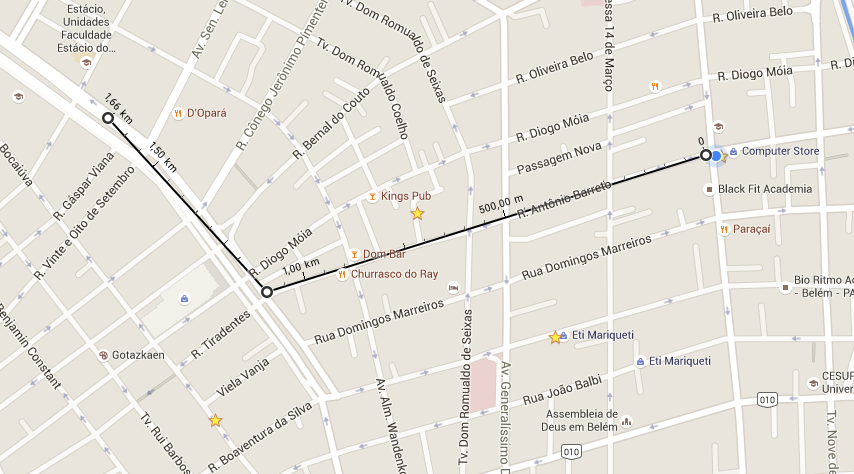 Estácio,
Unidades
Faculdade
Estácio do...
Av. Sen. Le
R. Cônego Jerônimo Pimentel
Tv. Dom Romualdo de Seixas
Tv. Dom Romualdo Coelho
essa 14 de Março
R. Oliveira Belo
R. Oliveira Belo
R. Diogo Móia
R. Di
R. Bernal do Couto
R. Diogo Móia
D'Opará
1,66 km
1,50 km
Bocaiúva
R. Gáspar Viana
R. Vinte e Oito de Setembro
Passagem Nova
0
Computer Store
Black Fit Academia
Kings Pub
500,00 m
R. Antônio Barreto
Paraçaí
R. Diogo Móia
1,00 km
Dom Bar
Churrasco do Ray
Rua Domingos Marreiros
Rua Domingos Marreiros
Bio Ritmo Ac
- Belém - PA
R. Tiradentes
Benjamin Constant
Gotazkaen
Eti Mariqueti
Eti Mariqueti
Viela Vanja
Tv. Dom Romualdo de Seixas
Av. Generalíssimo D
Av. Alm. Wandenko
Rua João Balbi
CESUP
Univer
010
Tv. Rui Barbos
R. Boaventura da Silva
Assembleia de
Deus em Belém
010
Tv. Nove de